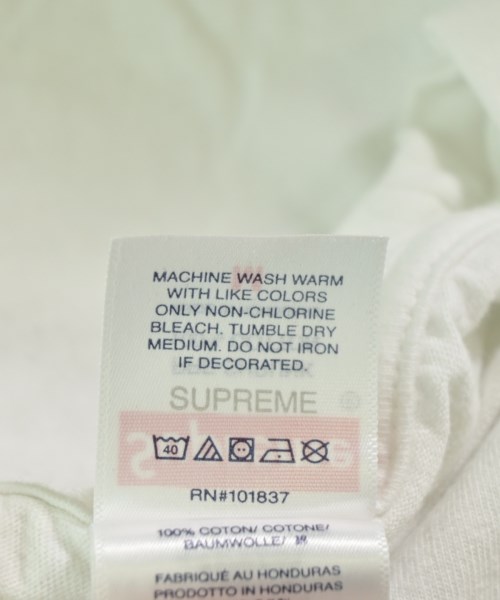 MACHINE WASH WARM
WITH LIKE COLORS
ONLY NON-CHLORINE
BLEACH. TUMBLE DRY
MEDIUM. DO NOT IRON
IF DECORATED.
SUPREME
40
RN#101837
100% COTON/ COTONE/
BAUMWOLLE/ 綿
FABRIQUÉ AU HONDURAS
PRODOTTO IN HONDURAS